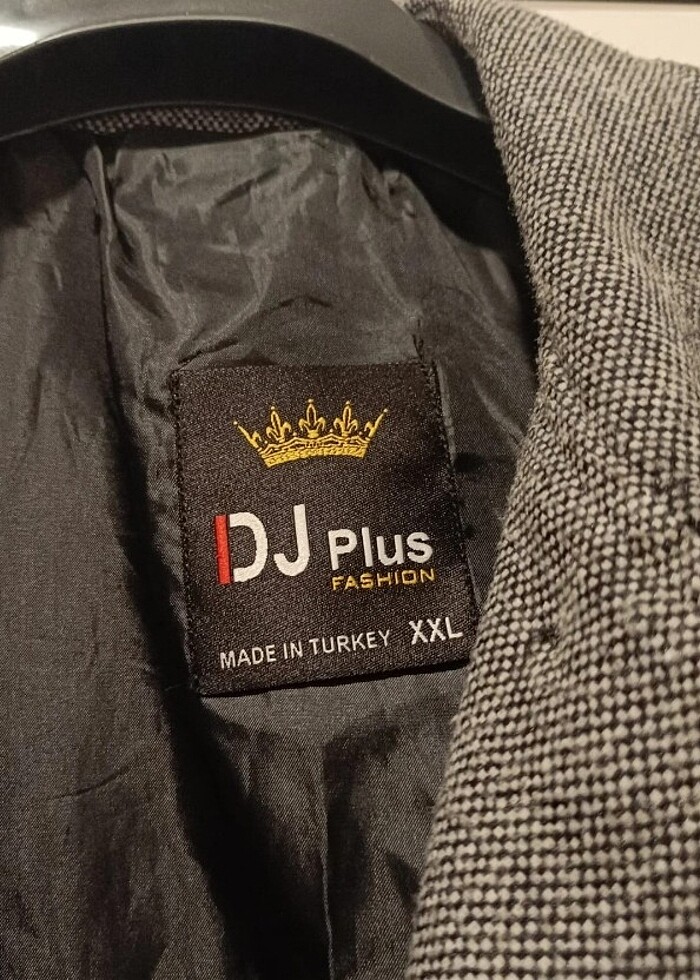 DJ Plus
FASHION
MADE IN TURKEY XXL